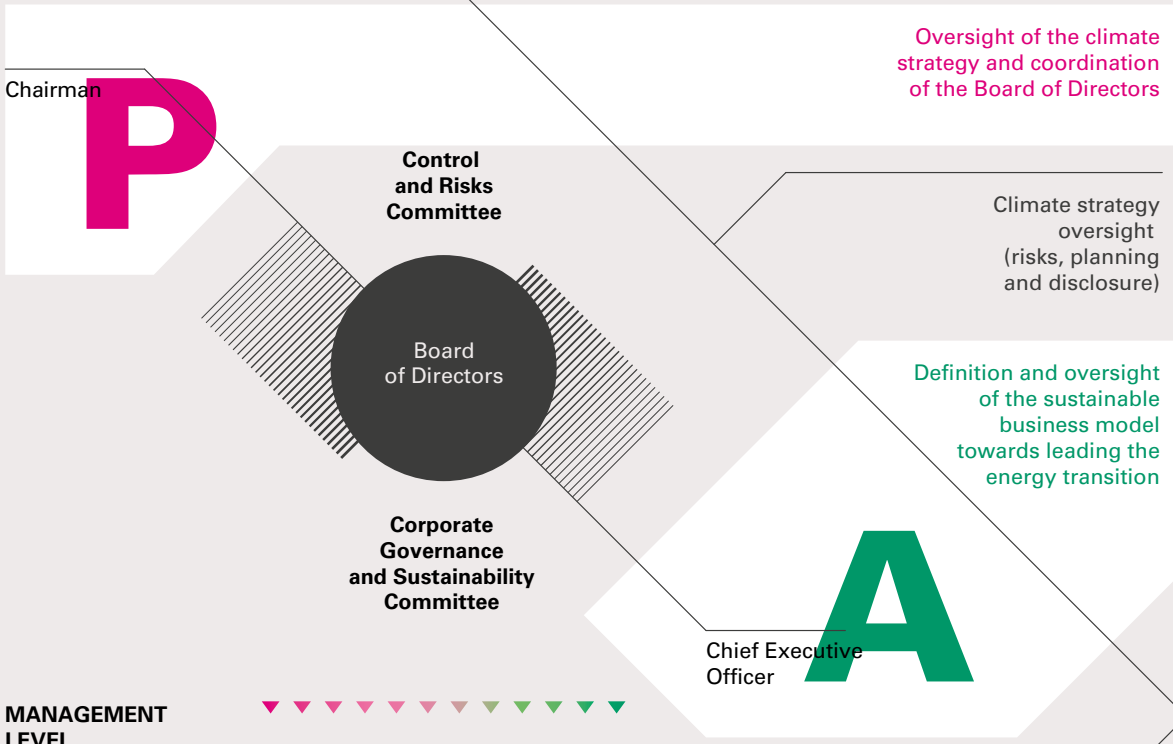 Oversight of the climate
strategy and coordination
of the Board of Directors
Chairman
P
Control
and Risks
Committee
Climate strategy
oversight
(risks, planning
and disclosure)
Board
of Directors
Definition and oversight
of the sustainable
business model
towards leading the
energy transition
Corporate
Governance
and Sustainability
Committee
A
Chief Executive
Officer
MANAGEMENT
LEVEL